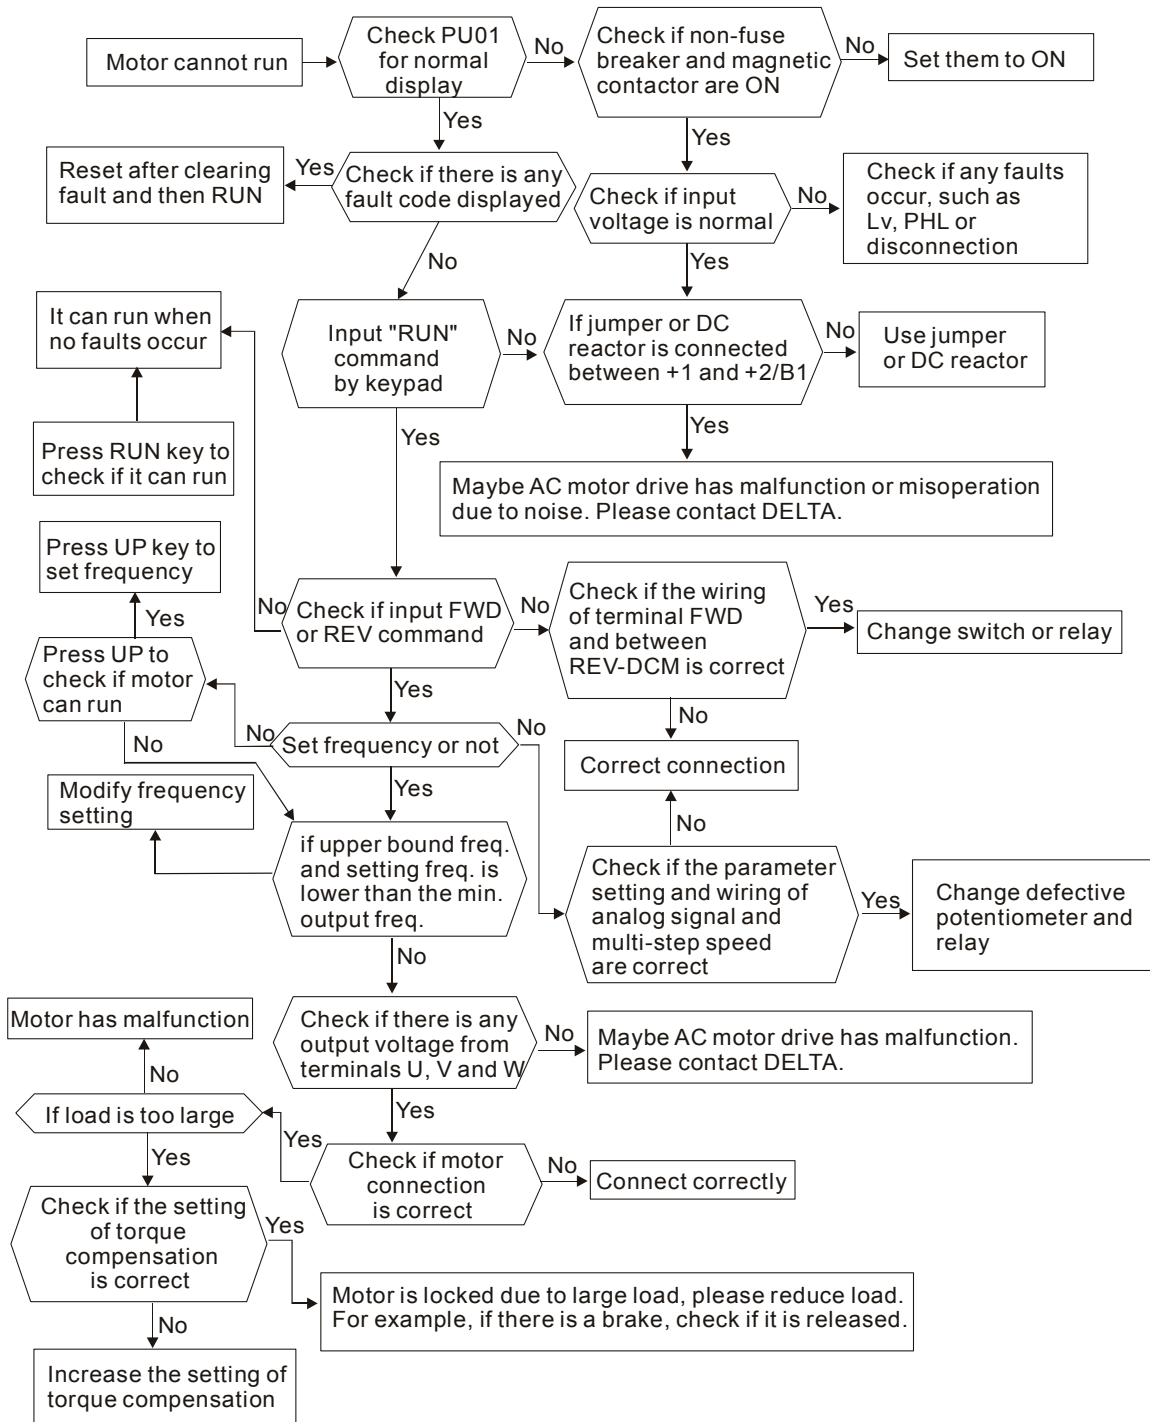 Motor cannot run
Check PU01
for normal
display
No
Check if non-fuse
breaker and magnetic
contactor are ON
No
Set them to ON
Yes
Yes
Reset after clearing
fault and then RUN
Yes
Check if there is any
fault code displayed
Check if input
voltage is normal
No
Check if any faults
occur, such as
Lv, PHL or
disconnection
No
Yes
It can run when
no faults occur
Input "RUN"
command
by keypad
No
If jumper or DC
reactor is connected
between +1 and +2/B1
No
Use jumper
or DC reactor
Press RUN key to
check if it can run
Yes
Yes
Maybe AC motor drive has malfunction or misoperation
due to noise. Please contact DELTA.
Press UP key to
set frequency
Yes
No
Check if input FWD
or REV command
No
Check if the wiring
of terminal FWD
and between
REV-DCM is correct
Yes
Change switch or relay
Press UP to
check if motor
can run
Yes
No
No
No
Set frequency or not
No
Correct connection
Modify frequency
setting
Yes
No
if upper bound freq.
and setting freq. is
lower than the min.
output freq.
Check if the parameter
setting and wiring of
analog signal and
multi-step speed
are correct
Yes
Change defective
potentiometer and
relay
No
Motor has malfunction
Check if there is any
output voltage from
terminals U, V and W
No
Maybe AC motor drive has malfunction.
Please contact DELTA.
No
Yes
If load is too large
Yes
Check if motor
connection
is correct
No
Connect correctly
Yes
Check if the setting
of torque
compensation
is correct
Yes
Motor is locked due to large load, please reduce load.
For example, if there is a brake, check if it is released.
No
Increase the setting of
torque compensation